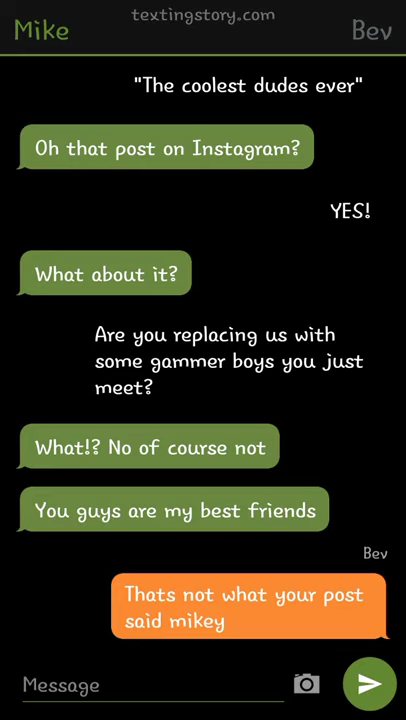 textingstory.com
Mike
Bev
"The coolest dudes ever"
Oh that post on Instagram?
YES!
What about it?
Are you replacing us with
some gammer boys you just
meet?
What!? No of course not
You guys are my best friends
Bev
Thats not what your post
said mikey
Message